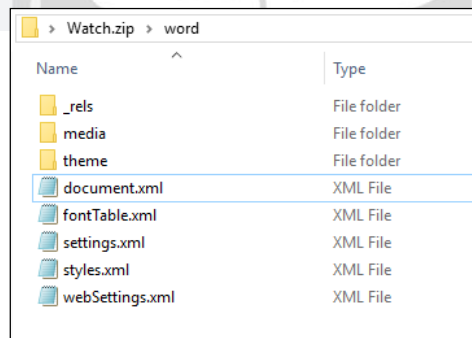 > Watch.zip > word
Name Type
_rels File folder
media File folder
theme File folder
document.xml XML File
fontTable.xml XML File
settings.xml XML File
styles.xml XML File
webSettings.xml XML File